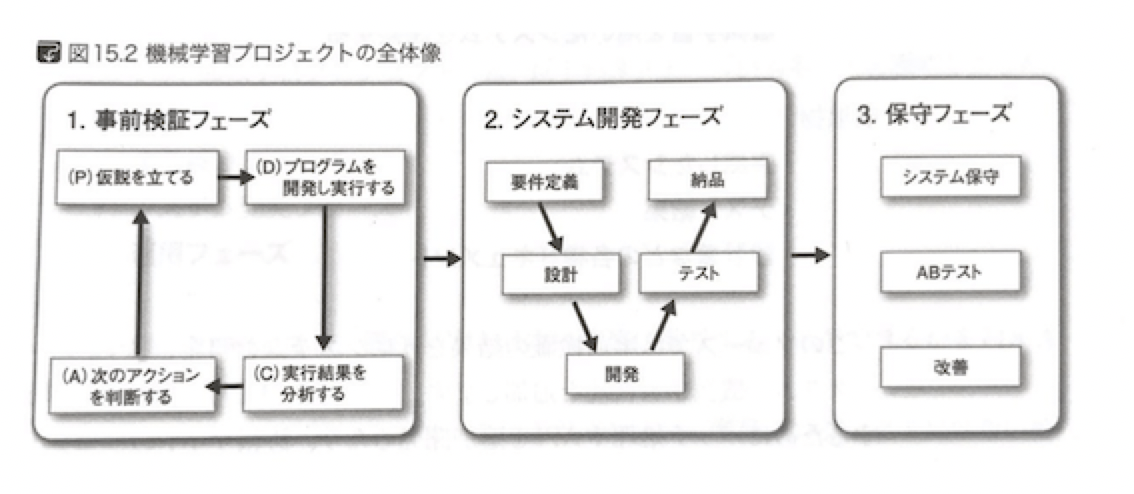 図15.2 機械学習プロジェクトの全体像
1. 事前検証フェーズ
(P)仮説を立てる
(D)プログラムを
開発し実行する
(A)次のアクション
を判断する
(C)実行結果を
分析する
2. システム開発フェーズ
要件定義
納品
設計
テスト
開発
3. 保守フェーズ
システム保守
ABテスト
改善